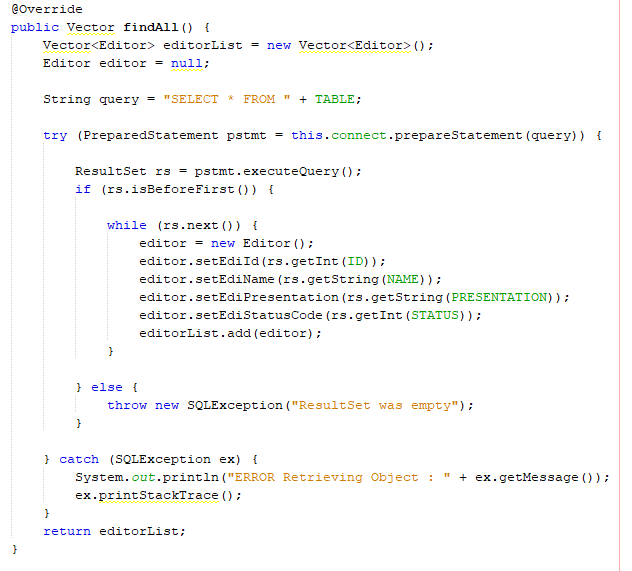 @Override
public Vector findAll() {
    Vector<Editor> editorList = new Vector<Editor>();
    Editor editor = null;

    String query = "SELECT * FROM " + TABLE;

    try (PreparedStatement pstmt = this.connect.prepareStatement(query)) {

        ResultSet rs = pstmt.executeQuery();
        if (rs.isBeforeFirst()) {

            while (rs.next()) {
                editor = new Editor();
                editor.setEdiId(rs.getInt(ID));
                editor.setEdiName(rs.getString(NAME));
                editor.setEdiPresentation(rs.getString(PRESENTATION));
                editor.setEdiStatusCode(rs.getInt(STATUS));
                editorList.add(editor);
            }

        } else {
            throw new SQLException("ResultSet was empty");
        }

    } catch (SQLException ex) {
        System.out.println("ERROR Retrieving Object : " + ex.getMessage());
        ex.printStackTrace();
    }
    return editorList;
}